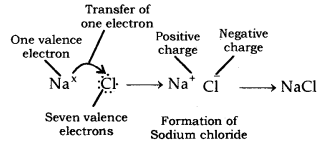 Transfer of
one electron
One valence
electron
Positive
charge
Negative
charge
Na^x Cl → Na⁺ Cl⁻ → NaCl
Seven valence
electrons
Formation of
Sodium chloride